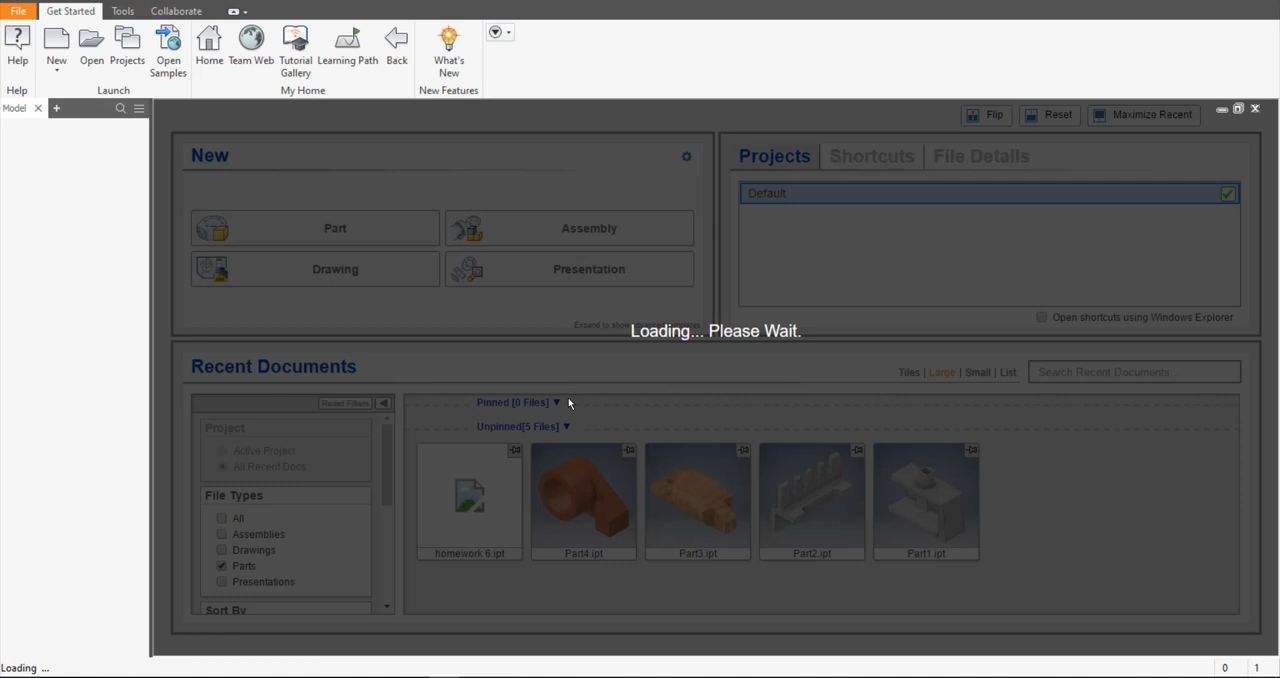 File Get Started Tools Collaborate
Help New Open Projects Open Samples Home Team Web Tutorial Gallery Learning Path Back What's New
Help Launch My Home New Features
Model
Flip Reset Maximize Recent
New
Part Assembly
Drawing Presentation
Projects Shortcuts File Details
Default
Open shortcuts using Windows Explorer
Loading... Please Wait.
Recent Documents
Tiles | Large | Small | List Search Recent Documents
Reset Filters
Project
Active Project
All Recent Docs
File Types
All
Assemblies
Drawings
Parts
Presentations
Sort By
Pinned [0 Files]
Unpinned[5 Files]
homework 6.ipt Part4.ipt Part3.ipt Part2.ipt Part1.ipt
Loading ... 0 1